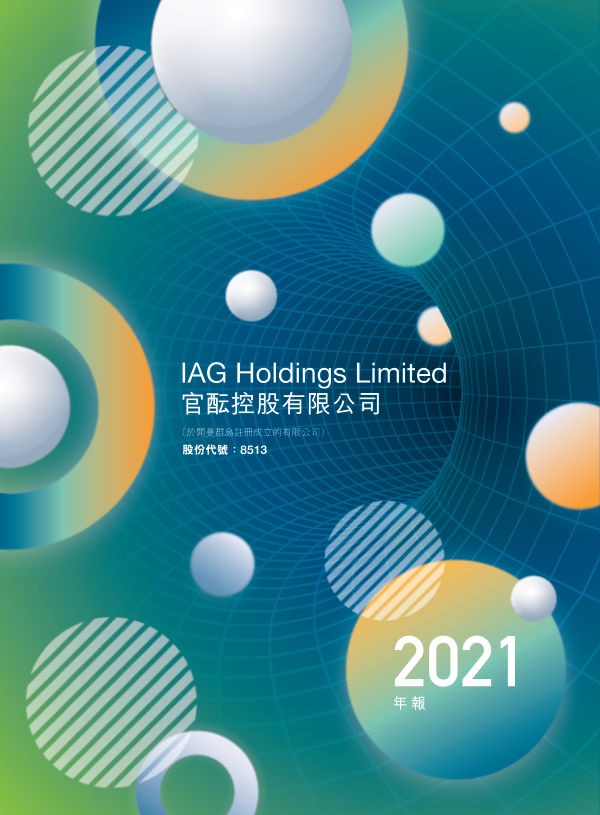 IAG Holdings Limited
官酝控股有限公司
（於開曼群島註冊成立的有限公司）
股份代號：8513
2021
年報